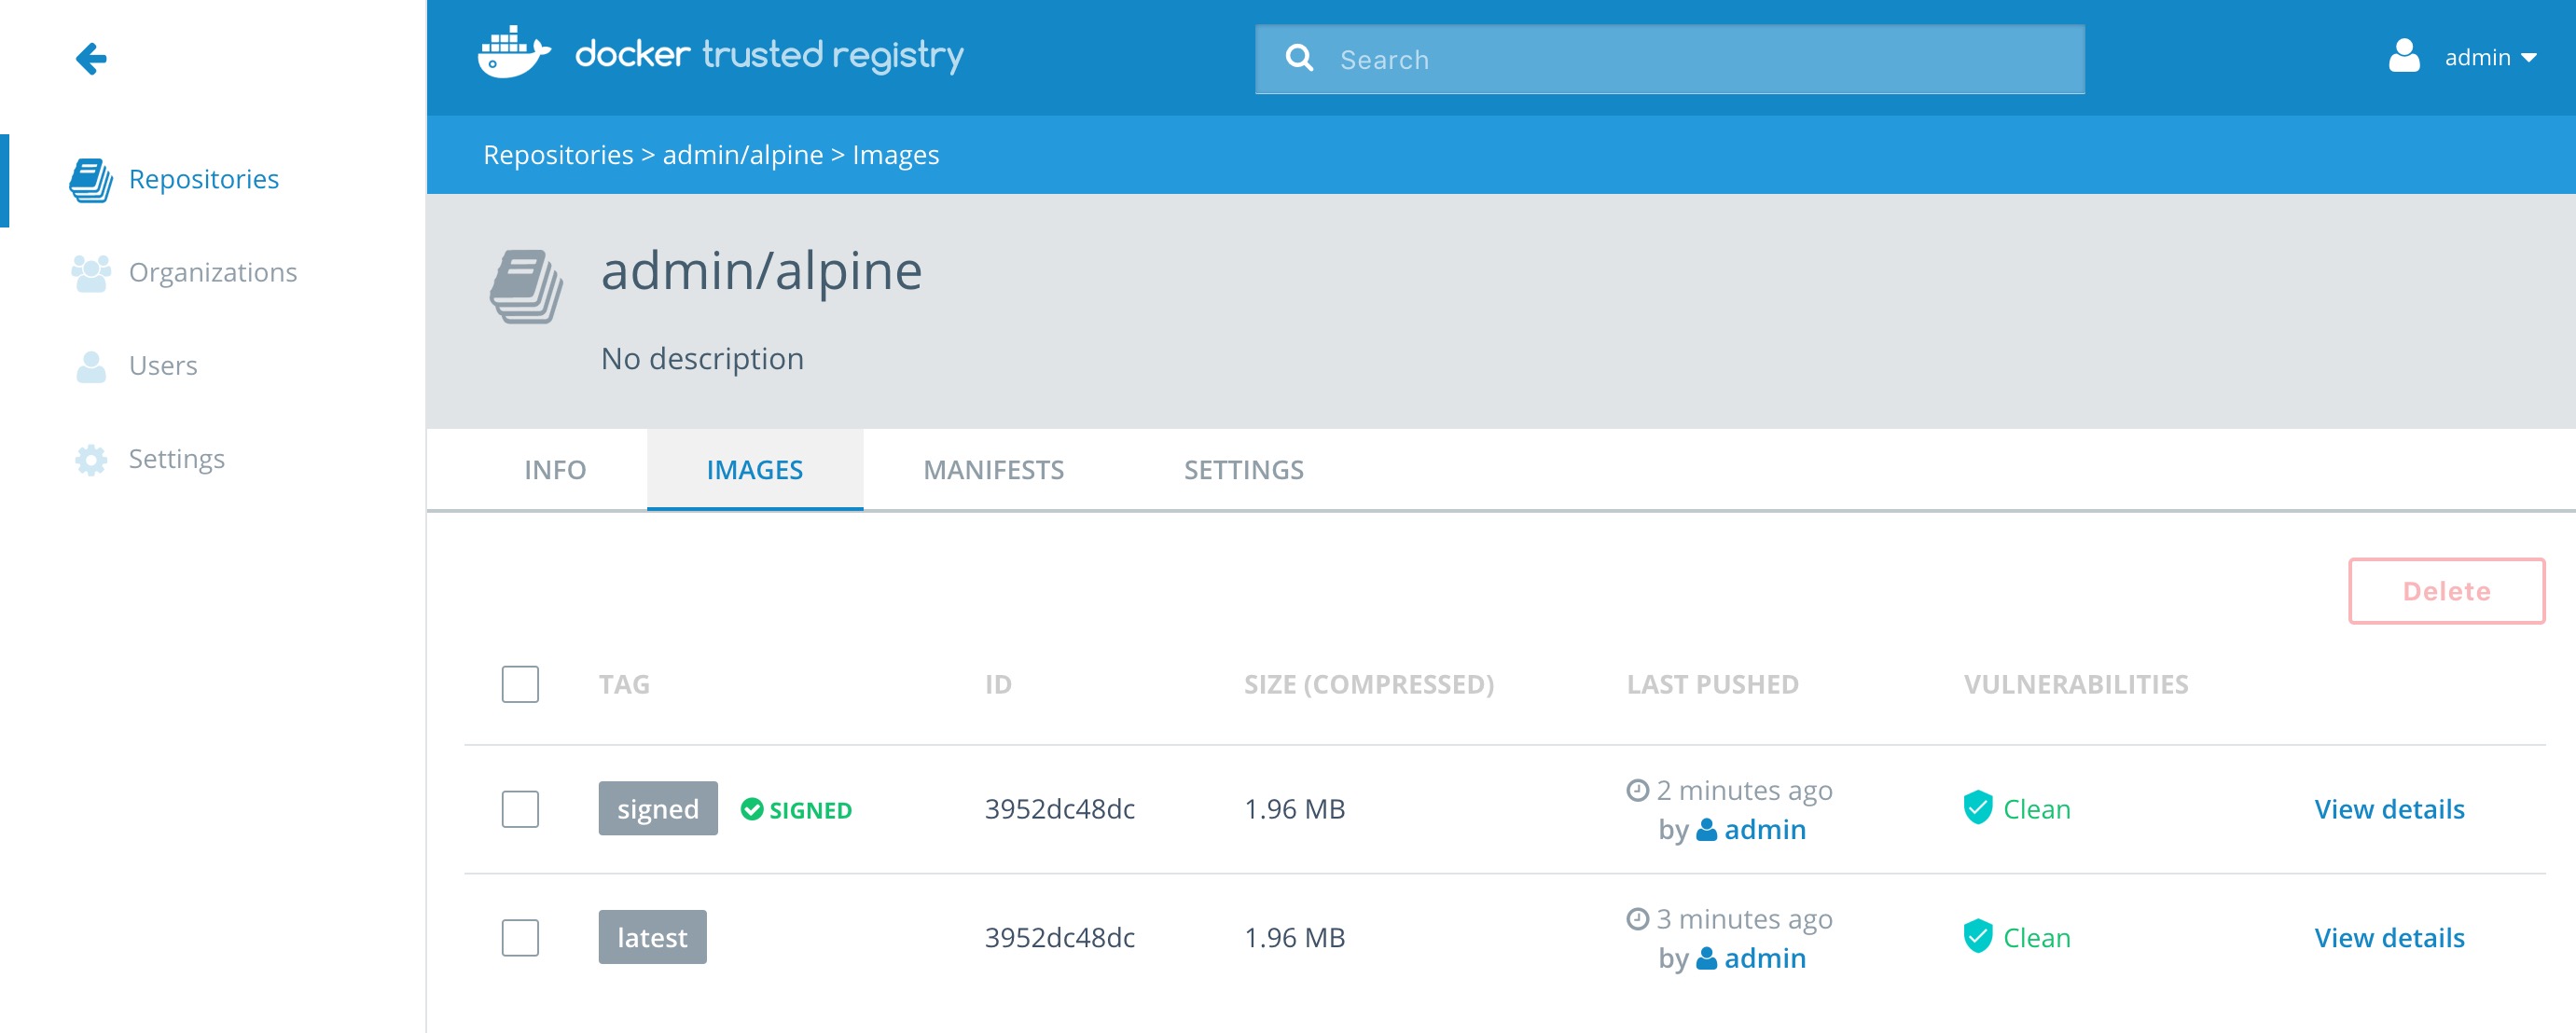 docker trusted registry
Search
admin
Repositories > admin/alpine > Images
Repositories
Organizations
Users
Settings
admin/alpine
No description
INFO IMAGES MANIFESTS SETTINGS
Delete
TAG ID SIZE (COMPRESSED) LAST PUSHED VULNERABILITIES
signed SIGNED 3952dc48dc 1.96 MB 2 minutes ago Clean View details
by admin
latest 3952dc48dc 1.96 MB 3 minutes ago Clean View details
by admin